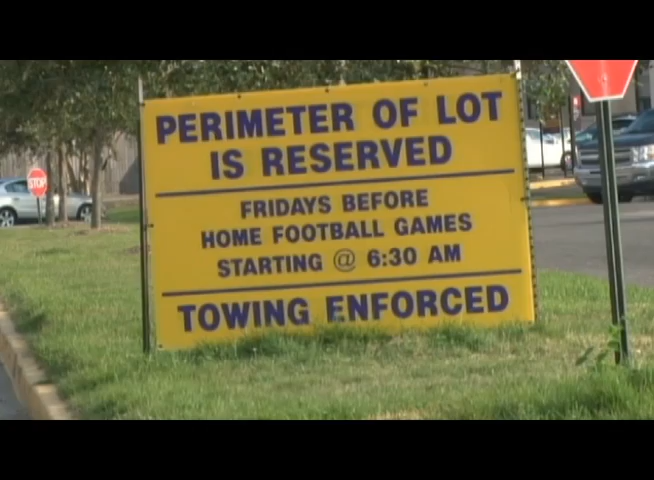 PERIMETER OF LOT
IS RESERVED
FRIDAYS BEFORE
HOME FOOTBALL GAMES
STARTING @ 6:30 AM
TOWING ENFORCED
STOP